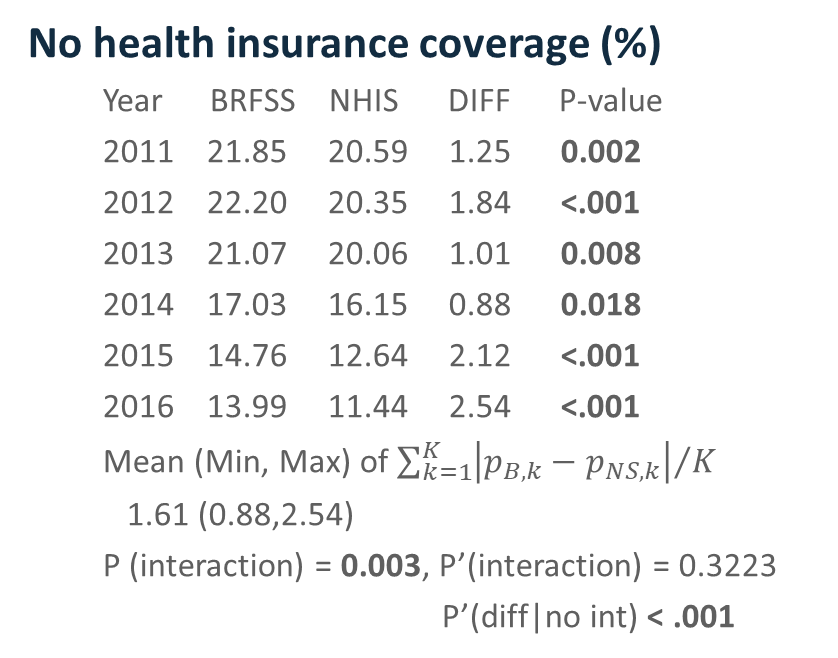 No health insurance coverage (%)
Year BRFSS NHIS DIFF P-value
2011 21.85 20.59 1.25 0.002
2012 22.20 20.35 1.84 <.001
2013 21.07 20.06 1.01 0.008
2014 17.03 16.15 0.88 0.018
2015 14.76 12.64 2.12 <.001
2016 13.99 11.44 2.54 <.001
Mean (Min, Max) of ∑_{k=1}^{K}|p_{B,k} − p_{NS,k}|/K
1.61 (0.88,2.54)
P (interaction) = 0.003, P’(interaction) = 0.3223
P’(diff|no int) < .001